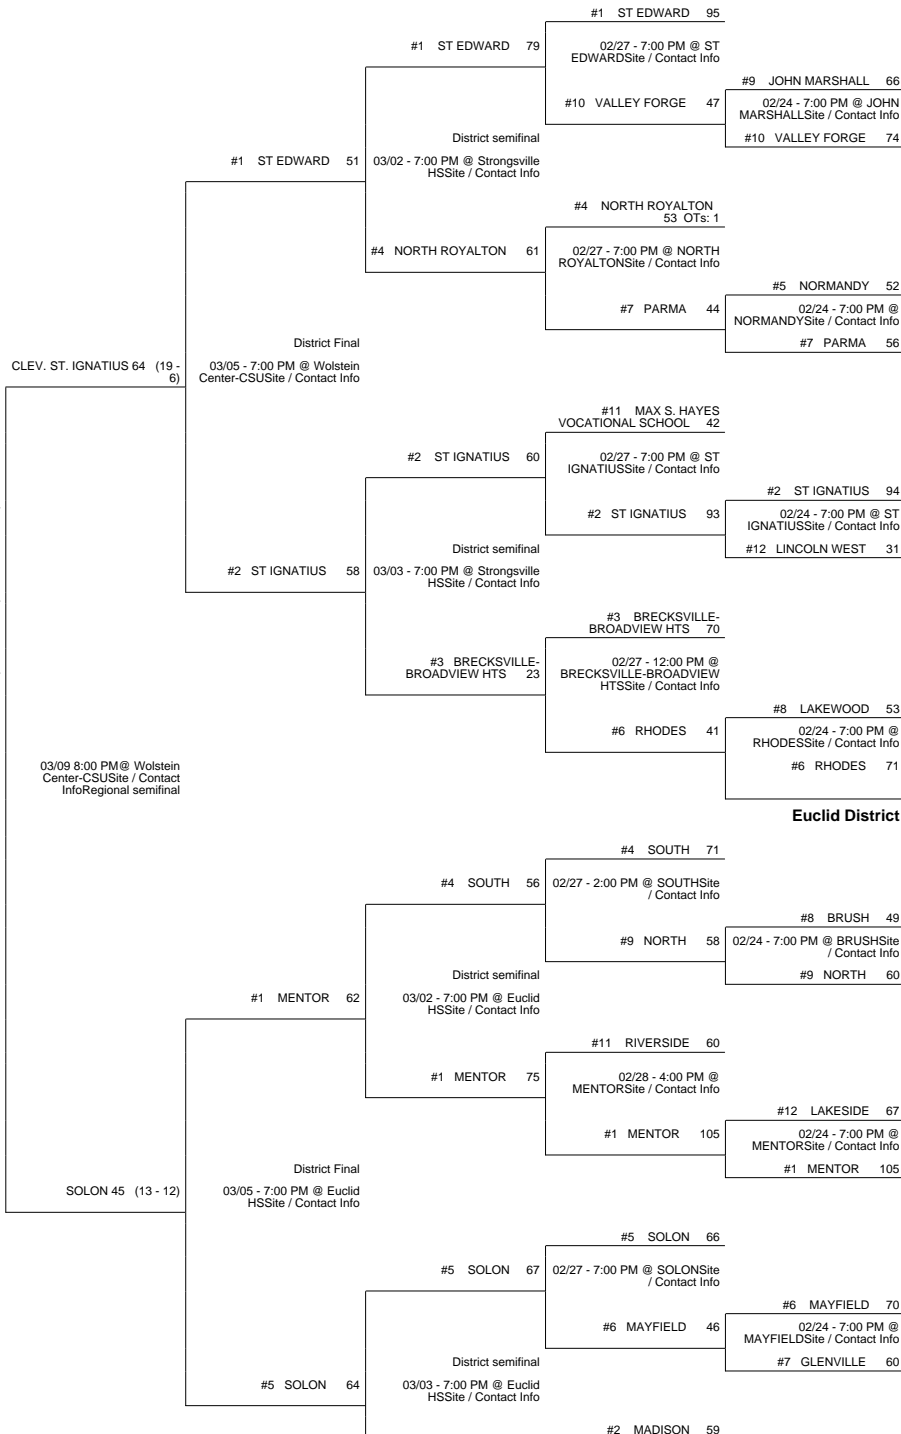 #1 ST EDWARD 95
#1 ST EDWARD 79
02/27 - 7:00 PM @ ST
EDWARDSite / Contact Info
#9 JOHN MARSHALL 66
#10 VALLEY FORGE 47
02/24 - 7:00 PM @ JOHN
MARSHALLSite / Contact Info
#10 VALLEY FORGE 74
District semifinal
#1 ST EDWARD 51
03/02 - 7:00 PM @ Strongsville
HSSite / Contact Info
#4 NORTH ROYALTON
53 OTs: 1
#4 NORTH ROYALTON 61
02/27 - 7:00 PM @ NORTH
ROYALTONSite / Contact Info
#5 NORMANDY 52
#7 PARMA 44
02/24 - 7:00 PM @
NORMANDYSite / Contact Info
#7 PARMA 56
District Final
CLEV. ST. IGNATIUS 64 (19 -
6)
03/05 - 7:00 PM @ Wolstein
Center-CSUSite / Contact Info
#11 MAX S. HAYES
VOCATIONAL SCHOOL 42
#2 ST IGNATIUS 60
02/27 - 7:00 PM @ ST
IGNATIUSSite / Contact Info
#2 ST IGNATIUS 94
#2 ST IGNATIUS 93
02/24 - 7:00 PM @ ST
IGNATIUSSite / Contact Info
#12 LINCOLN WEST 31
District semifinal
#2 ST IGNATIUS 58
03/03 - 7:00 PM @ Strongsville
HSSite / Contact Info
#3 BRECKSVILLE-
BROADVIEW HTS 70
#3 BRECKSVILLE-
BROADVIEW HTS 23
02/27 - 12:00 PM @
BRECKSVILLE-BROADVIEW
HTSSite / Contact Info
#8 LAKEWOOD 53
#6 RHODES 41
02/24 - 7:00 PM @
RHODESSite / Contact Info
#6 RHODES 71
03/09 8:00 PM@ Wolstein
Center-CSUSite / Contact
InfoRegional semifinal
Euclid District
#4 SOUTH 71
#4 SOUTH 56
02/27 - 2:00 PM @ SOUTHSite
/ Contact Info
#8 BRUSH 49
#9 NORTH 58
02/24 - 7:00 PM @ BRUSHSite
/ Contact Info
#9 NORTH 60
District semifinal
#1 MENTOR 62
03/02 - 7:00 PM @ Euclid
HSSite / Contact Info
#11 RIVERSIDE 60
#1 MENTOR 75
02/28 - 4:00 PM @
MENTORSite / Contact Info
#12 LAKESIDE 67
#1 MENTOR 105
02/24 - 7:00 PM @
MENTORSite / Contact Info
#1 MENTOR 105
District Final
SOLON 45 (13 - 12)
03/05 - 7:00 PM @ Euclid
HSSite / Contact Info
#5 SOLON 66
#5 SOLON 67
02/27 - 7:00 PM @ SOLONSite
/ Contact Info
#6 MAYFIELD 70
#6 MAYFIELD 46
02/24 - 7:00 PM @
MAYFIELDSite / Contact Info
#7 GLENVILLE 60
District semifinal
#5 SOLON 64
03/03 - 7:00 PM @ Euclid
HSSite / Contact Info
#2 MADISON 59